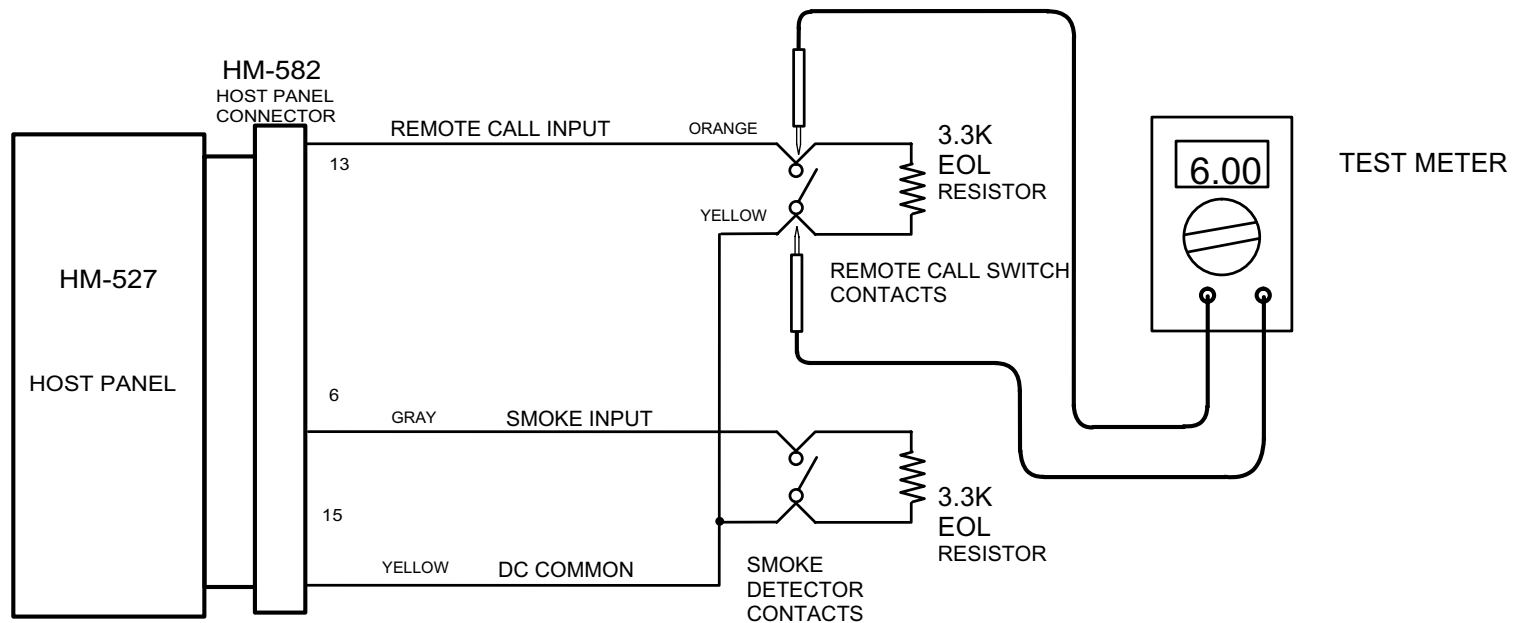 HM-582
HOST PANEL
CONNECTOR
REMOTE CALL INPUT
ORANGE
13
3.3K
EOL
RESISTOR
6.00
TEST METER
YELLOW
HM-527
REMOTE CALL SWITCH
CONTACTS
HOST PANEL
6
GRAY
SMOKE INPUT
3.3K
EOL
RESISTOR
15
YELLOW
DC COMMON
SMOKE
DETECTOR
CONTACTS